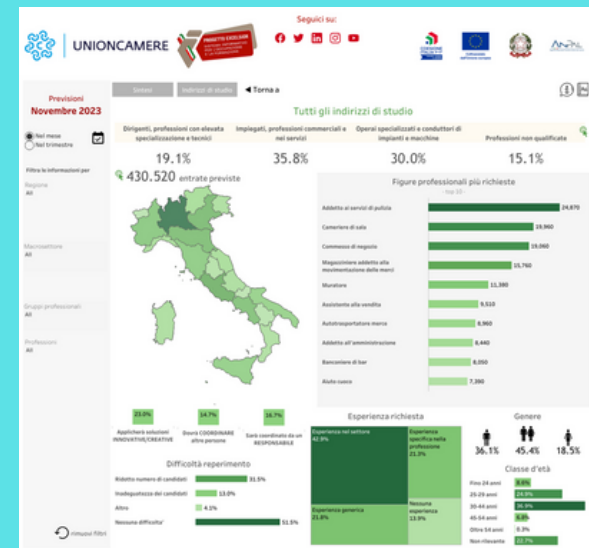 Seguici su:
UNIONCAMERE
PROGETTO EXCELSIOR
Previsioni
Novembre 2023
Nel mese
Nel trimestre
Filtra le informazioni per
Regione
All
Macrosettore
All
Gruppi professionali
All
Professioni
All
rimuovi filtri
Sintesi
Indirizzi di studio
Torna a
Tutti gli indirizzi di studio
Dirigenti, professioni con elevata
specializzazione e tecnici
19.1%
Impiegati, professioni commerciali e
nei servizi
35.8%
Operai specializzati e conduttori di
impianti e macchine
30.0%
Professioni non qualificate
15.1%
430.520 entrate previste
Figure professionali più richieste
- top 10 -
Addetto ai servizi di pulizia 24,870
Cameriere di sala 19,960
Commesso di negozio 19,060
Magazziniere addetto alla
movimentazione delle merci 15,760
Muratore 11,380
Assistente alla vendita 9,510
Autotrasportatore merce 8,960
Addetto all'amministrazione 8,440
Banconiere di bar 8,050
Aiuto cuoco 7,390
23.0%
Applicherà soluzioni
INNOVATIVE/CREATIVE
14.7%
Dovrà COORDINARE
altre persone
16.7%
Sarà coordinato da un
RESPONSABILE
Difficoltà reperimento
Ridotto numero di candidati 31.5%
Inadeguatezza dei candidati 13.0%
Altro 4.1%
Nessuna difficolta' 51.5%
Esperienza richiesta
Esperienza nel settore
42.9%
Esperienza
specifica nella
professione
21.3%
Esperienza generica
21.8%
Nessuna
esperienza
13.9%
Genere
36.1% 45.4% 18.5%
Classe d'età
Fino 24 anni 8.6%
25-29 anni 24.9%
30-44 anni 36.9%
45-54 anni 6.6%
Oltre 54 anni 0.3%
Non rilevante 22.7%